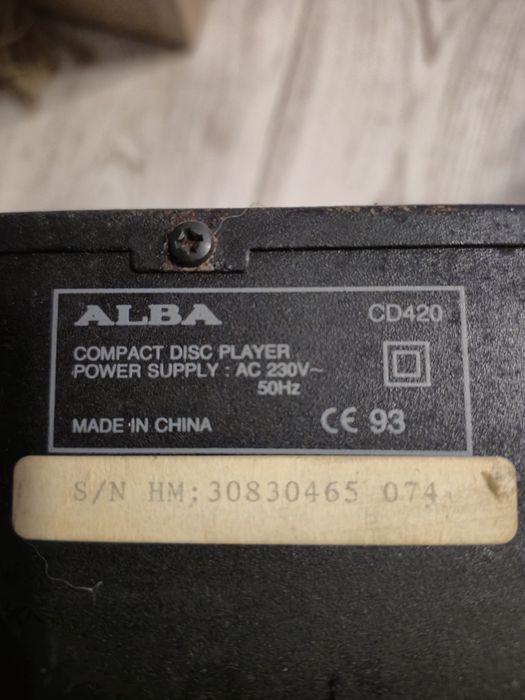 ALBA CD420
COMPACT DISC PLAYER
POWER SUPPLY : AC 230V~
50Hz
MADE IN CHINA CE 93
S/N HM:30830465 074